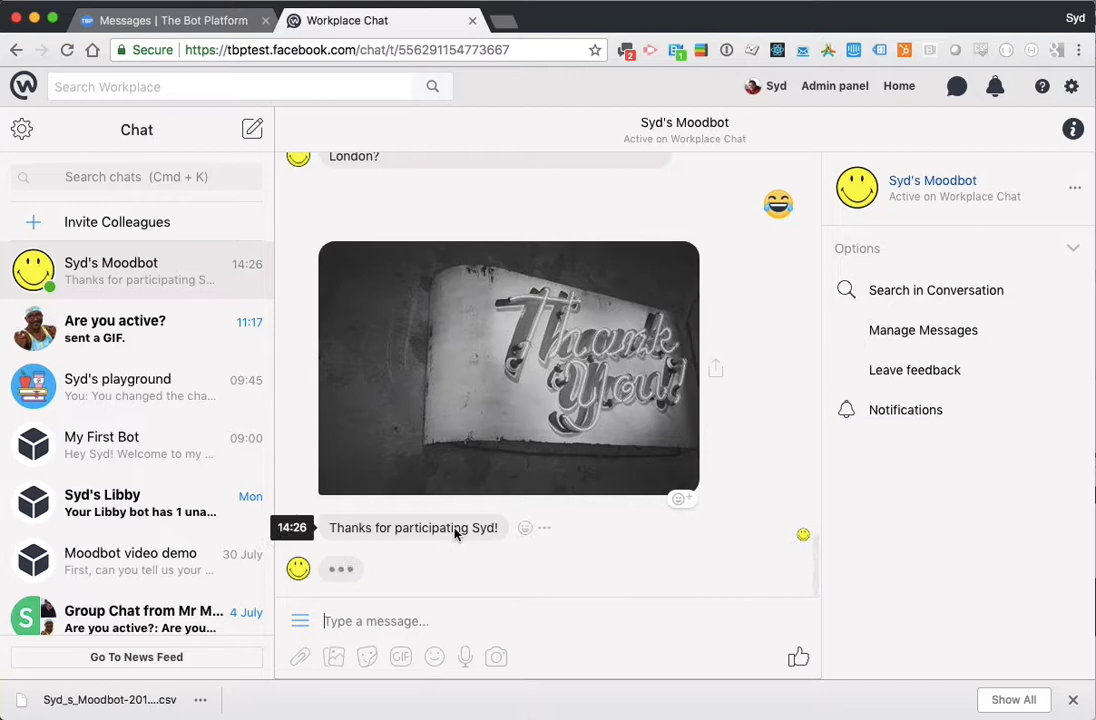 Messages | The Bot Platform
Workplace Chat
Syd
Secure
https://tbptest.facebook.com/chat/t/556291154773667
2
1
Search Workplace
Syd
Admin panel
Home
Chat
Syd's Moodbot
Active on Workplace Chat
Search chats (Cmd + K)
Invite Colleagues
Syd's Moodbot
14:26
Thanks for participating S...
Are you active?
11:17
sent a GIF.
Syd's playground
09:45
You: You changed the cha...
My First Bot
09:00
Hey Syd! Welcome to my ...
Syd's Libby
Mon
Your Libby bot has 1 una...
Moodbot video demo
30 July
First, can you tell us your ...
S
Group Chat from Mr M...
4 July
Are you active?: Are you...
Go To News Feed
London?
Thank
You!
14:26
Thanks for participating Syd!
Type a message...
GIF
Syd's Moodbot
Active on Workplace Chat
Options
Search in Conversation
Manage Messages
Leave feedback
Notifications
Syd_s_Moodbot-201....csv
Show All